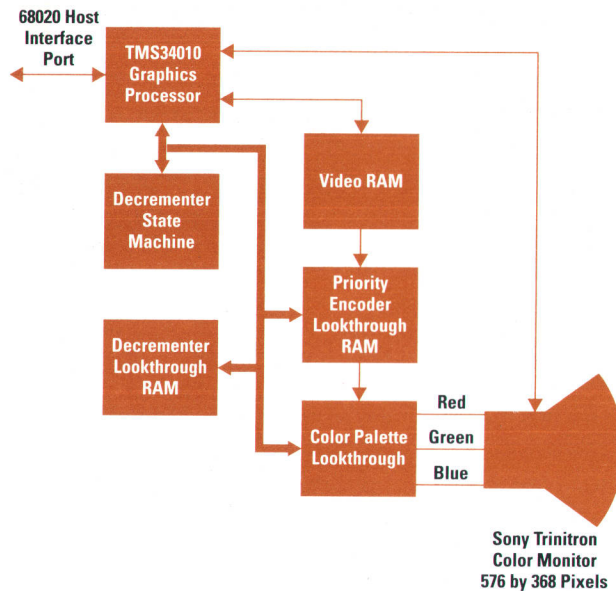 68020 Host
Interface
Port
TMS34010
Graphics
Processor
Decrementer
State
Machine
Video RAM
Priority
Encoder
Lookthrough
RAM
Decrementer
Lookthrough
RAM
Color Palette
Lookthrough
Red
Green
Blue
Sony Trinitron
Color Monitor
576 by 368 Pixels